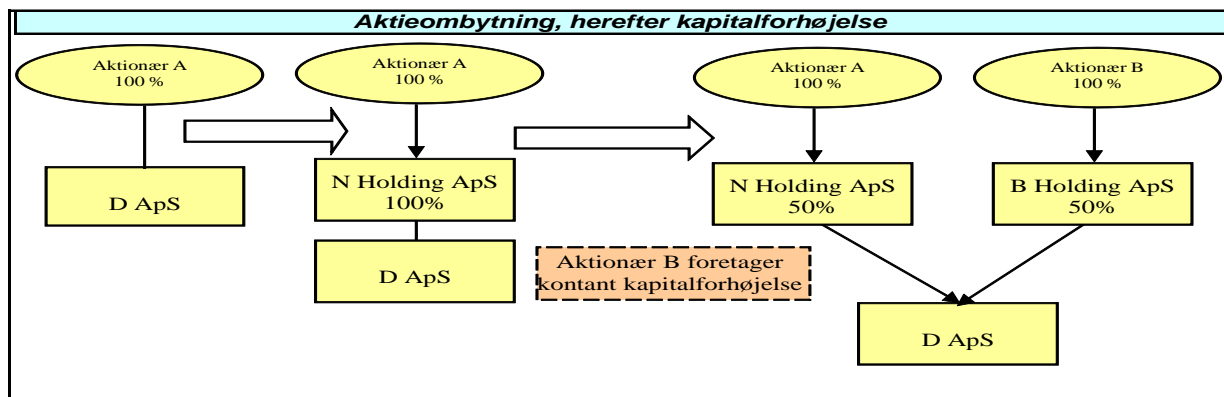 Aktieombytning, herefter kapitalforhøjelse
Aktionær A
100 %
D ApS
Aktionær A
100 %
N Holding ApS
100%
D ApS
Aktionær B foretager
kontant kapitalforhøjelse
Aktionær A
100 %
N Holding ApS
50%
Aktionær B
100 %
B Holding ApS
50%
D ApS